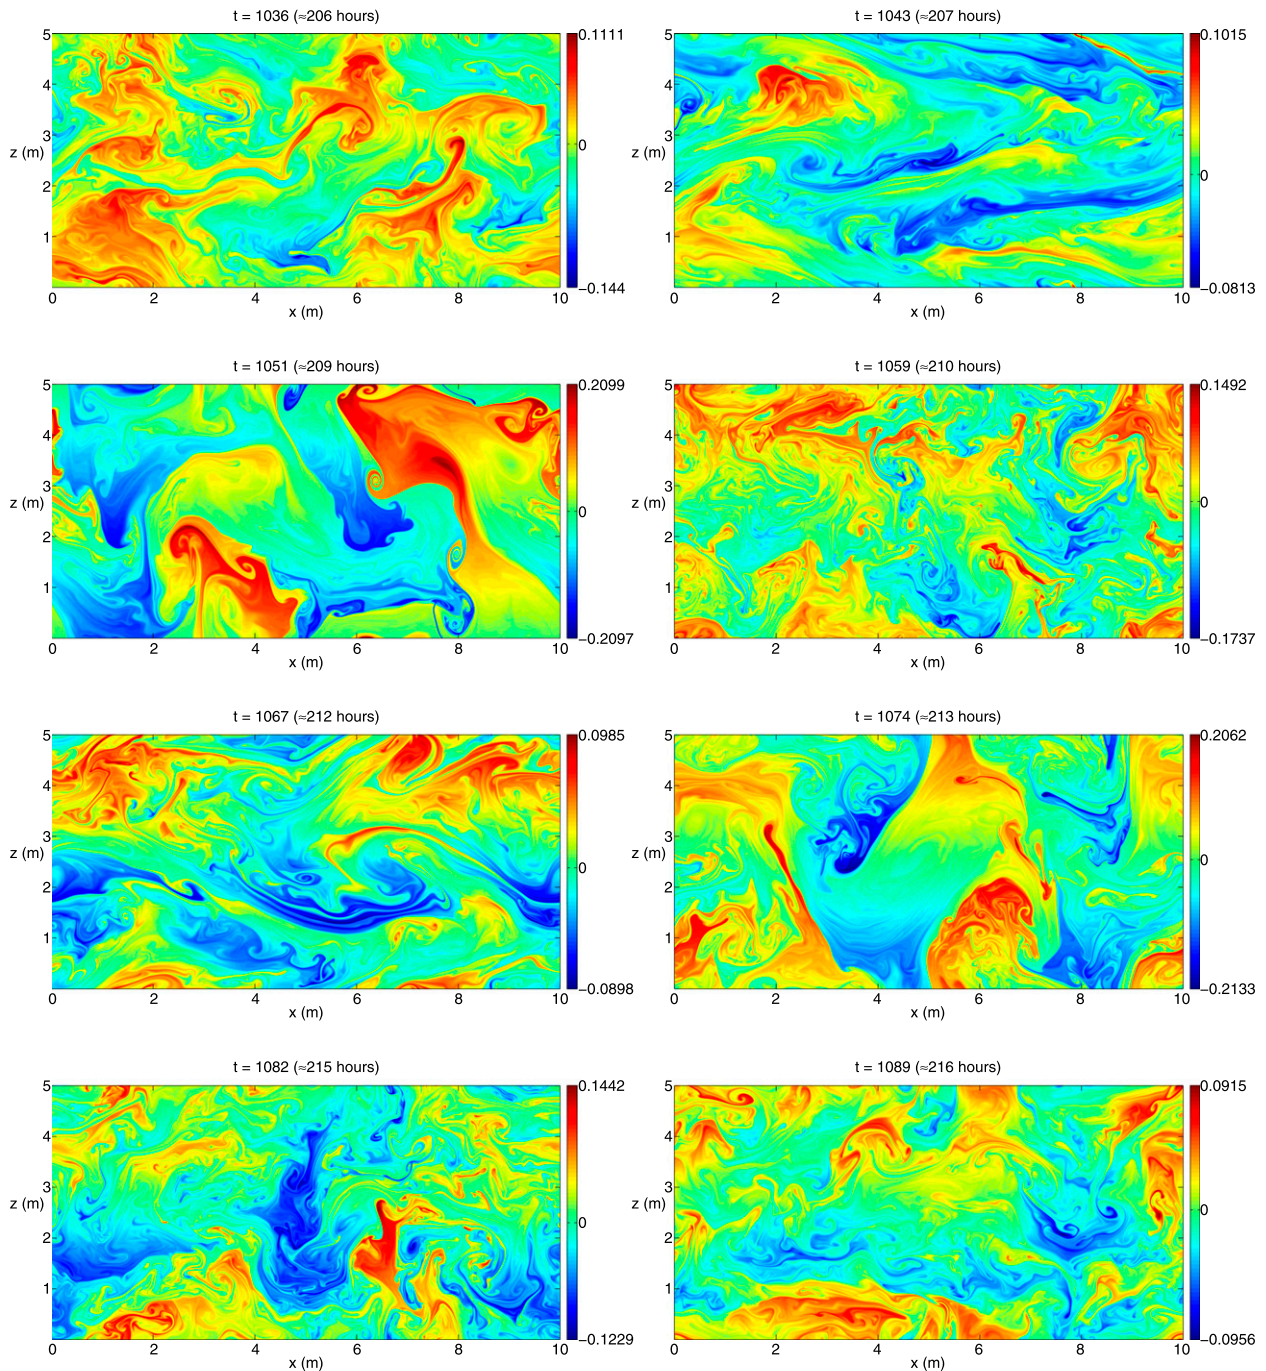 t = 1036 (≈206 hours)
5
4
3
z (m)
2
1
0 2 4 6 8 10
x (m)
0.1111
0
−0.144
t = 1043 (≈207 hours)
5
4
3
z (m)
2
1
0 2 4 6 8 10
x (m)
0.1015
0
−0.0813
t = 1051 (≈209 hours)
5
4
3
z (m)
2
1
0 2 4 6 8 10
x (m)
0.2099
0
−0.2097
t = 1059 (≈210 hours)
5
4
3
z (m)
2
1
0 2 4 6 8 10
x (m)
0.1492
0
−0.1737
t = 1067 (≈212 hours)
5
4
3
z (m)
2
1
0 2 4 6 8 10
x (m)
0.0985
0
−0.0898
t = 1074 (≈213 hours)
5
4
3
z (m)
2
1
0 2 4 6 8 10
x (m)
0.2062
0
−0.2133
t = 1082 (≈215 hours)
5
4
3
z (m)
2
1
0 2 4 6 8 10
x (m)
0.1442
0
−0.1229
t = 1089 (≈216 hours)
5
4
3
z (m)
2
1
0 2 4 6 8 10
x (m)
0.0915
0
−0.0956